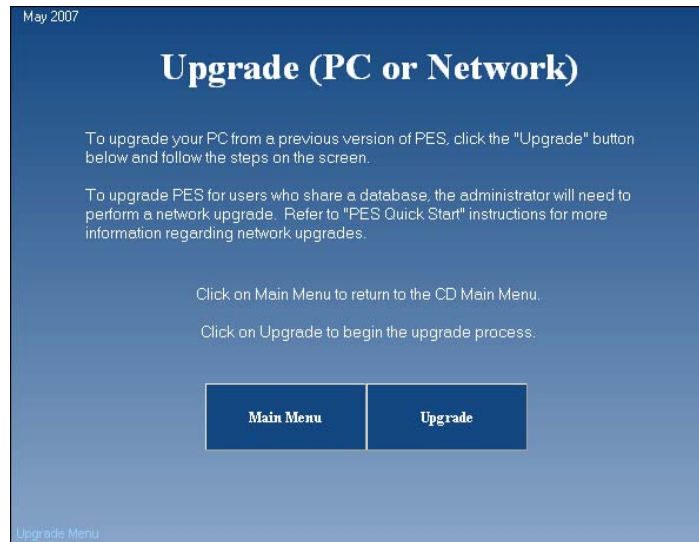 May 2007
Upgrade (PC or Network)
To upgrade your PC from a previous version of PES, click the "Upgrade" button
below and follow the steps on the screen.
To upgrade PES for users who share a database, the administrator will need to
perform a network upgrade. Refer to "PES Quick Start" instructions for more
information regarding network upgrades.
Click on Main Menu to return to the CD Main Menu.
Click on Upgrade to begin the upgrade process.
Main Menu Upgrade
Upgrade Menu